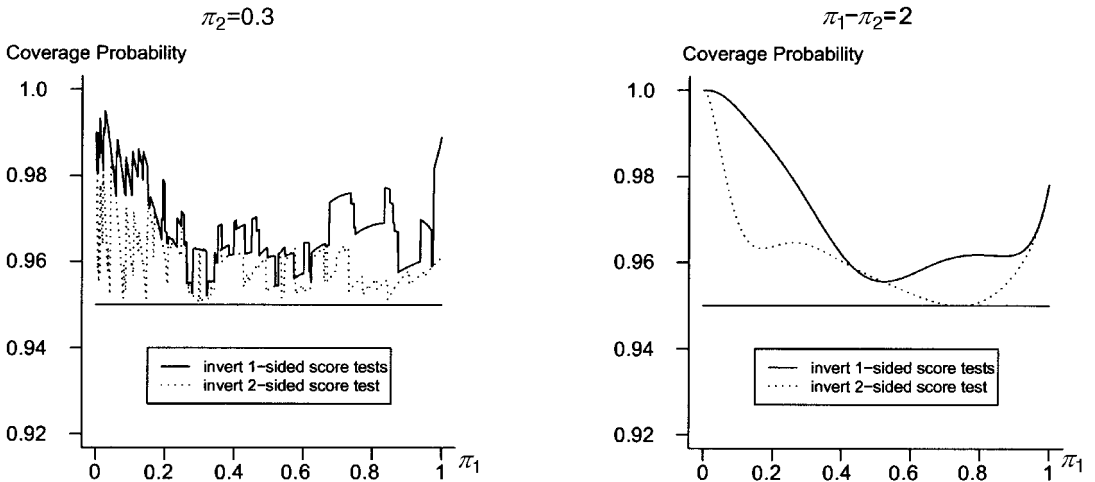 π₂=0.3
Coverage Probability
1.0
0.98
0.96
0.94
0.92
invert 1−sided score tests
invert 2−sided score test
0 0.2 0.4 0.6 0.8 1 π₁
π₁−π₂=2
Coverage Probability
1.0
0.98
0.96
0.94
0.92
invert 1−sided score tests
invert 2−sided score test
0 0.2 0.4 0.6 0.8 1 π₁